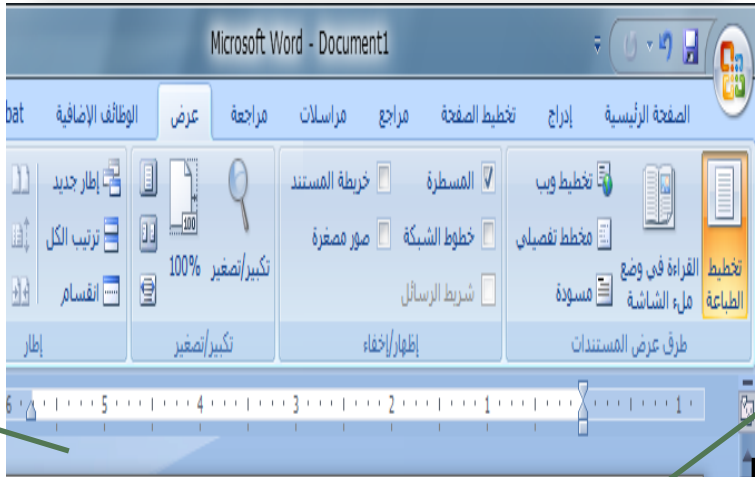 Microsoft Word - Document1
الصفحة الرئيسية إدراج تخطيط الصفحة مراجع مراسلات مراجعة عرض الوظائف الإضافية bat
تخطيط الطباعة
القراءة في وضع ملء الشاشة
تخطيط ويب
مخطط تفصيلي
مسودة
طرق عرض المستندات
المسطرة
خطوط الشبكة
شريط الرسائل
خريطة المستند
صور مصغرة
إظهار/إخفاء
تكبير/تصغير
100
100%
تكبير/تصغير
إطار جديد
ترتيب الكل
انقسام
إطار
6 5 4 3 2 1 1